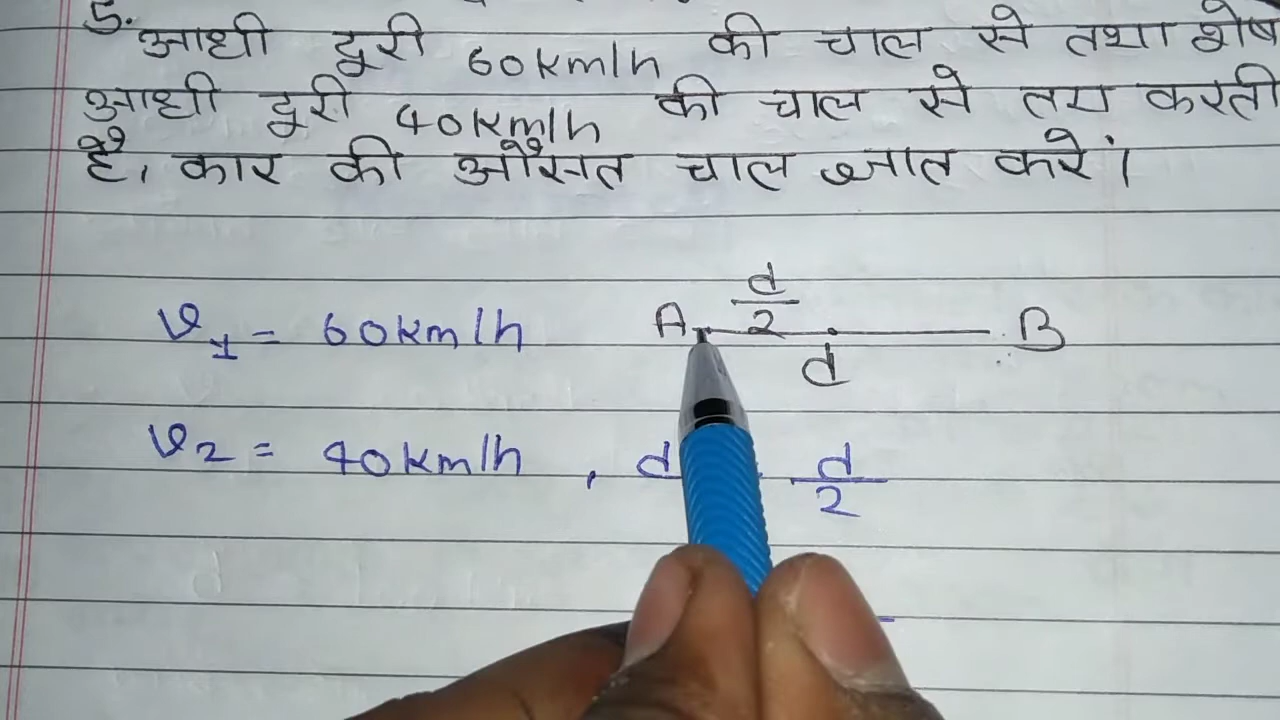 5.
आधी दूरी 60km/h की चाल से तथा शेष
आधी दूरी 40km/h की चाल से तय करती
है, कार की औसत चाल ज्ञात करें।
v1 = 60km/h
A d/2 B
d
v2 = 40km/h , d d/2